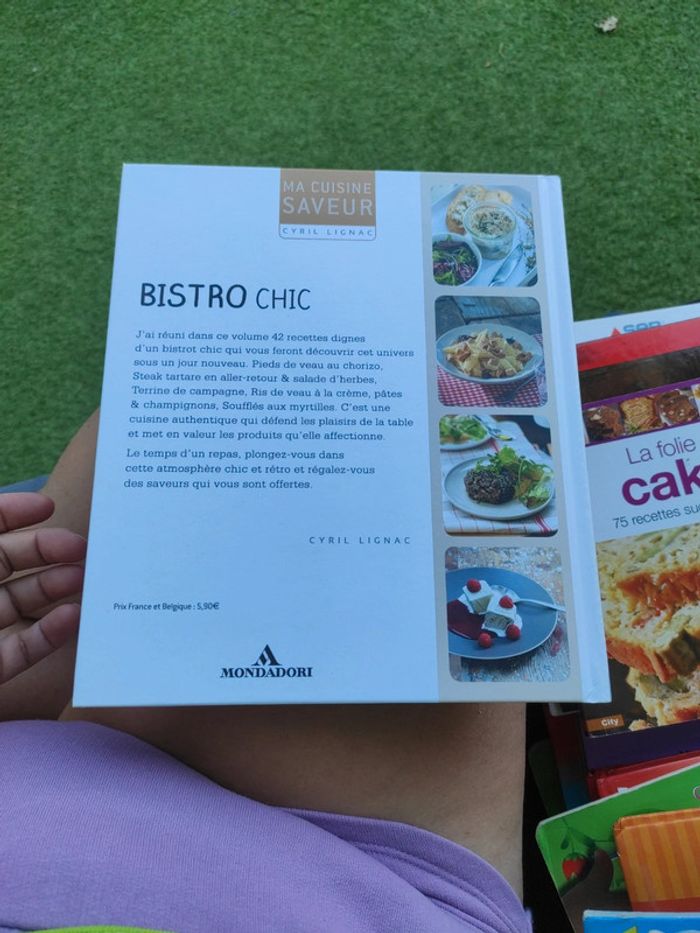 MA CUISINE
SAVEUR
CYRIL LIGNAC
BISTRO CHIC
J'ai réuni dans ce volume 42 recettes dignes
d'un bistrot chic qui vous feront découvrir cet univers
sous un jour nouveau. Pieds de veau au chorizo,
Steak tartare en aller-retour & salade d'herbes,
Terrine de campagne, Ris de veau à la crème, pâtes
& champignons, Soufflés aux myrtilles. C'est une
cuisine authentique qui défend les plaisirs de la table
et met en valeur les produits qu'elle affectionne.
Le temps d'un repas, plongez-vous dans
cette atmosphère chic et rétro et régalez-vous
des saveurs qui vous sont offertes.
CYRIL LIGNAC
Prix France et Belgique : 5,90€
MONDADORI
La folie
cak
75 recettes suc
City